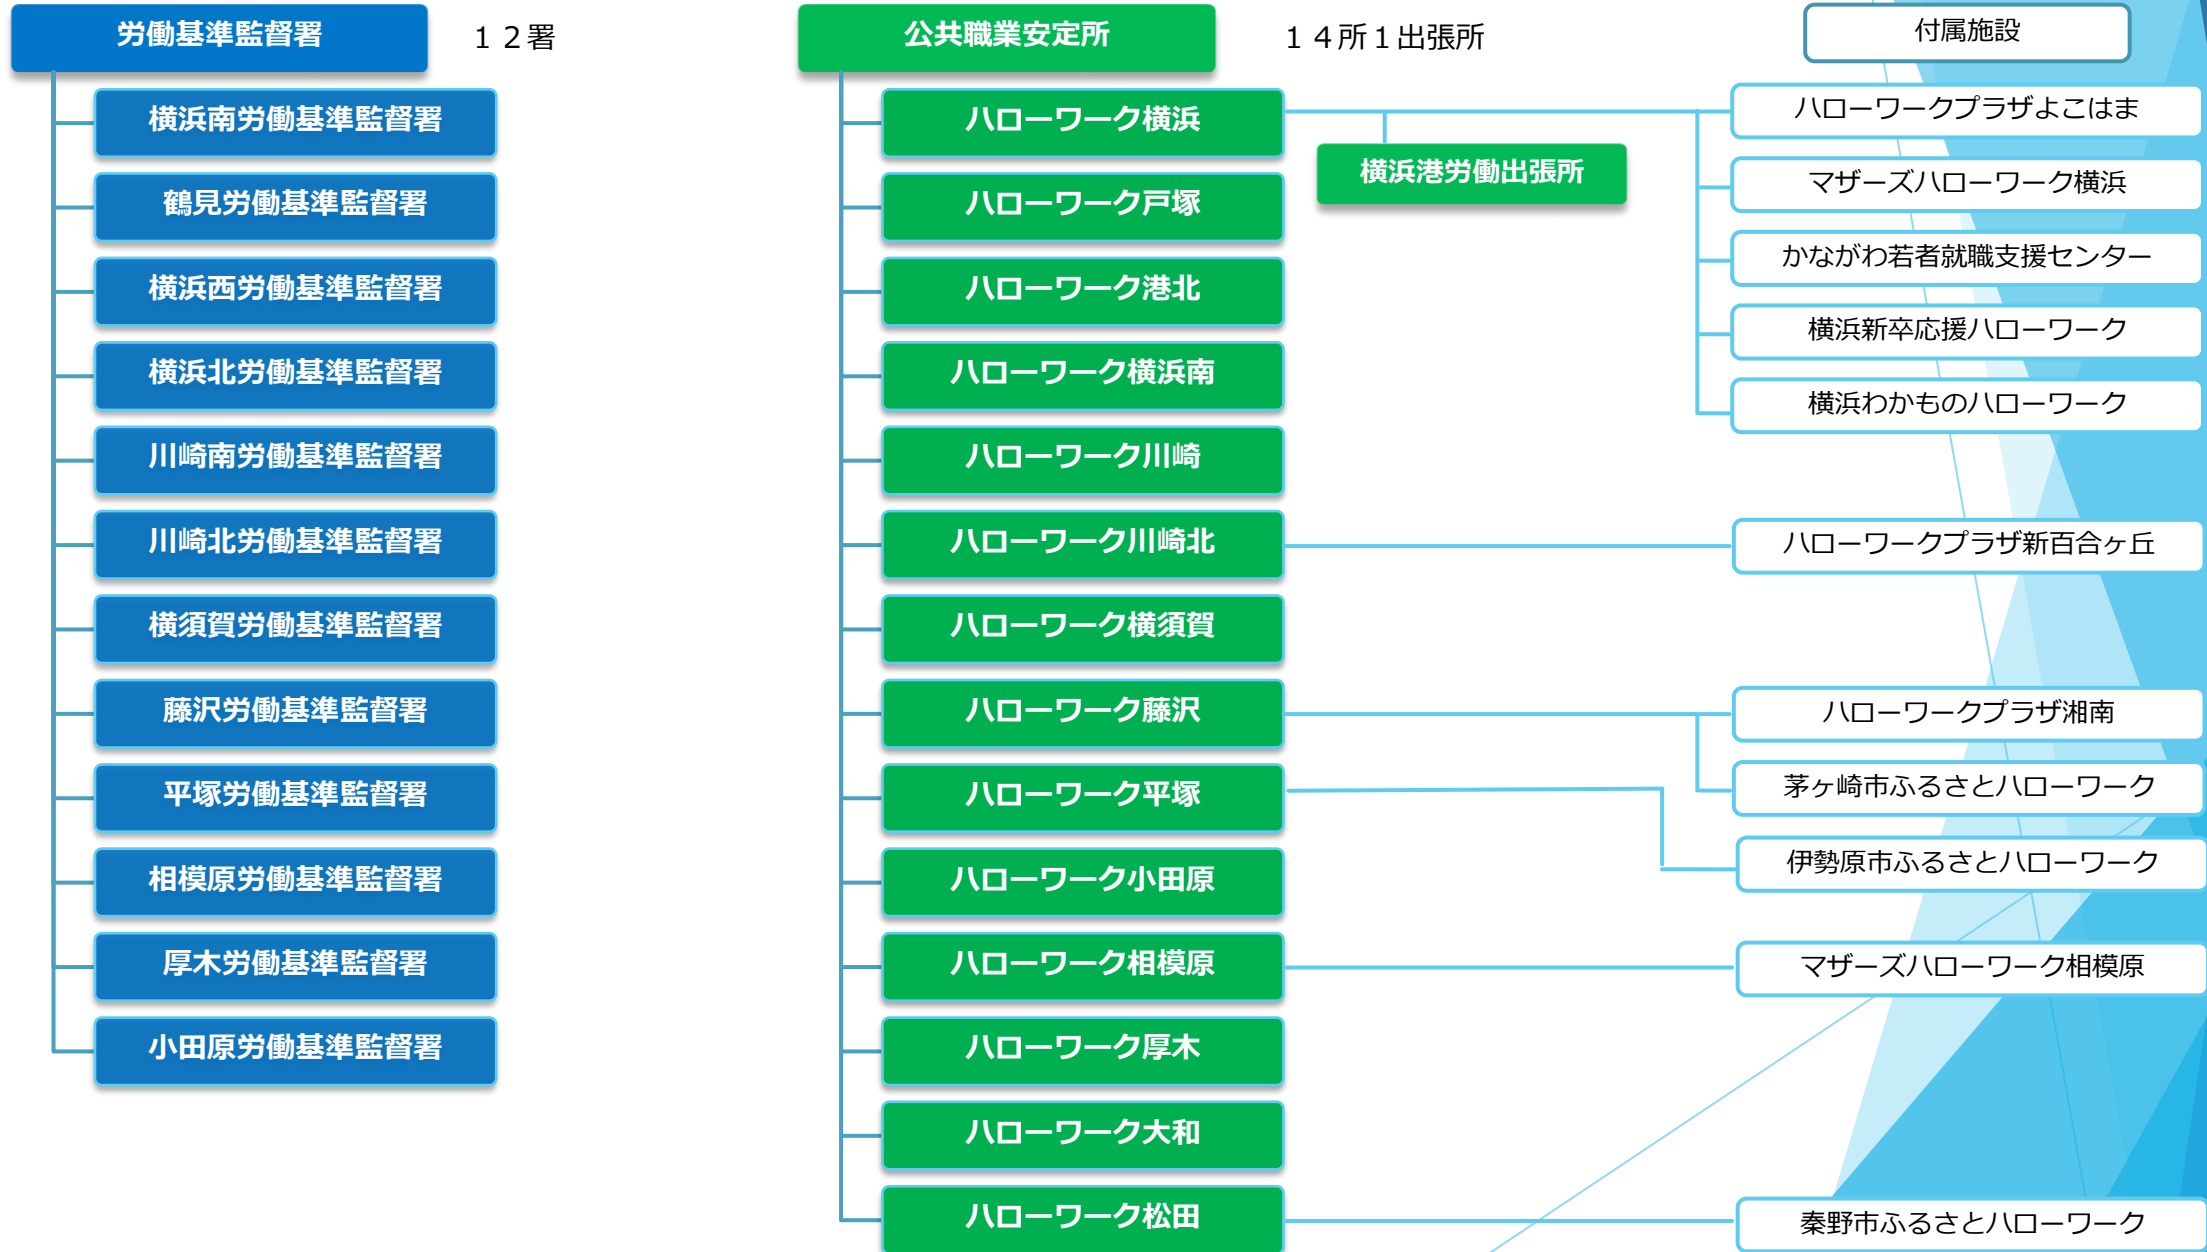 労働基準監督署
１２署
横浜南労働基準監督署
鶴見労働基準監督署
横浜西労働基準監督署
横浜北労働基準監督署
川崎南労働基準監督署
川崎北労働基準監督署
横須賀労働基準監督署
藤沢労働基準監督署
平塚労働基準監督署
相模原労働基準監督署
厚木労働基準監督署
小田原労働基準監督署
公共職業安定所
１４所１出張所
ハローワーク横浜
横浜港労働出張所
ハローワーク戸塚
ハローワーク港北
ハローワーク横浜南
ハローワーク川崎
ハローワーク川崎北
ハローワーク横須賀
ハローワーク藤沢
ハローワーク平塚
ハローワーク小田原
ハローワーク相模原
ハローワーク厚木
ハローワーク大和
ハローワーク松田
付属施設
ハローワークプラザよこはま
マザーズハローワーク横浜
かながわ若者就職支援センター
横浜新卒応援ハローワーク
横浜わかものハローワーク
ハローワークプラザ新百合ヶ丘
ハローワークプラザ湘南
茅ヶ崎市ふるさとハローワーク
伊勢原市ふるさとハローワーク
マザーズハローワーク相模原
秦野市ふるさとハローワーク